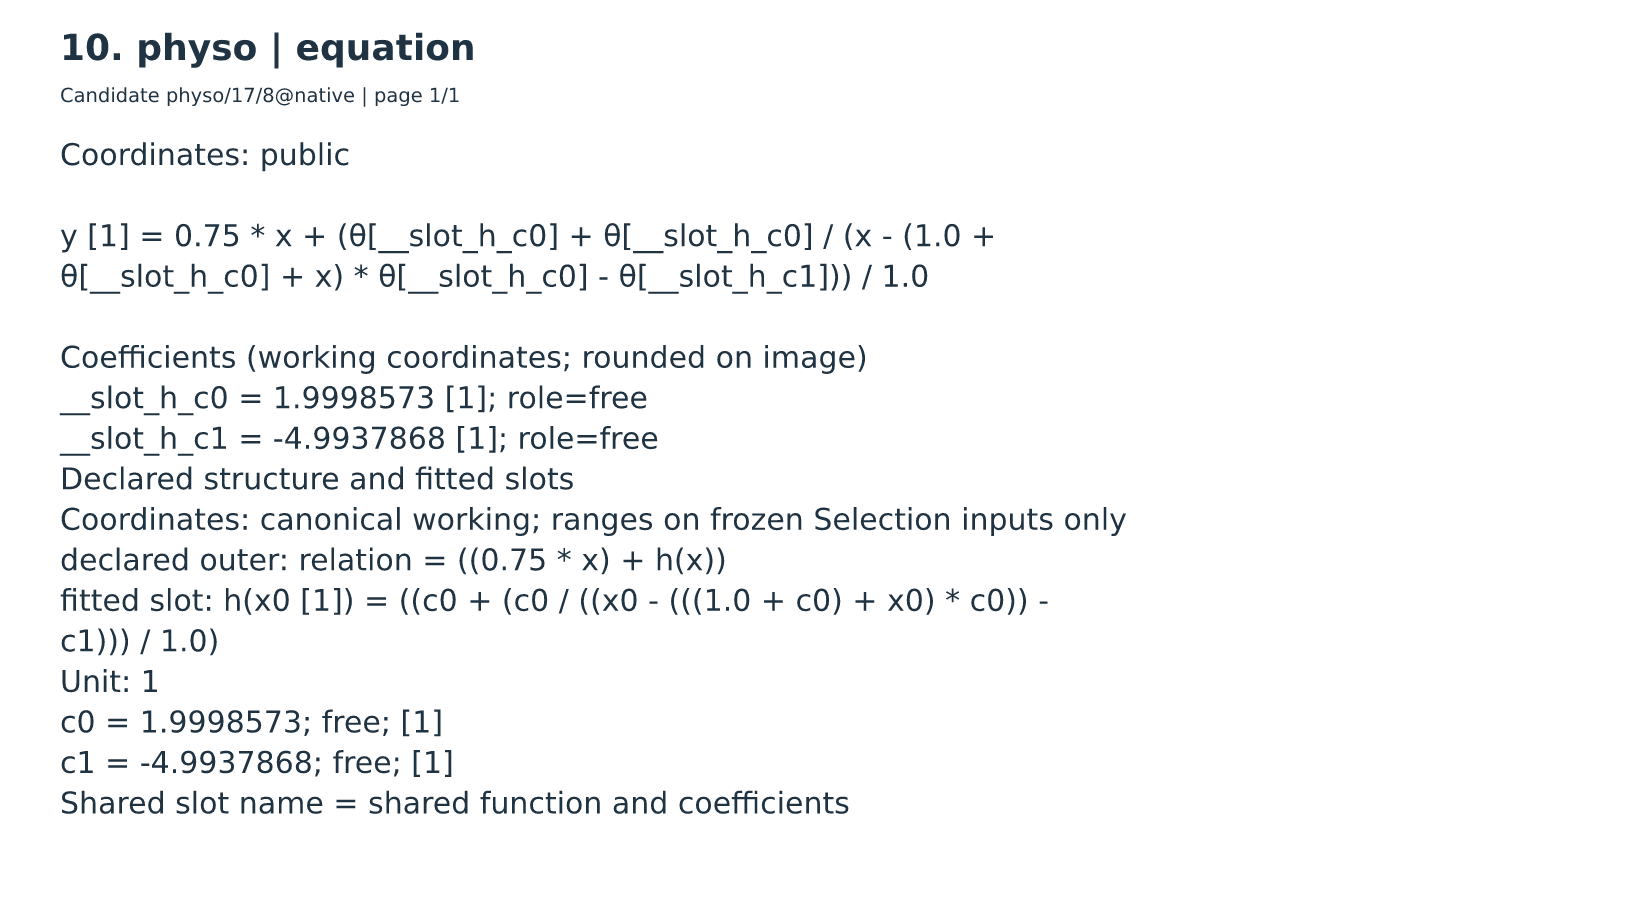 10. physo | equation
Candidate physo/17/8@native | page 1/1
Coordinates: public
y [1] = 0.75 * x + (θ[__slot_h_c0] + θ[__slot_h_c0] / (x - (1.0 +
θ[__slot_h_c0] + x) * θ[__slot_h_c0] - θ[__slot_h_c1])) / 1.0
Coefficients (working coordinates; rounded on image)
__slot_h_c0 = 1.9998573 [1]; role=free
__slot_h_c1 = -4.9937868 [1]; role=free
Declared structure and fitted slots
Coordinates: canonical working; ranges on frozen Selection inputs only
declared outer: relation = ((0.75 * x) + h(x))
fitted slot: h(x0 [1]) = ((c0 + (c0 / ((x0 - (((1.0 + c0) + x0) * c0)) -
c1))) / 1.0)
Unit: 1
c0 = 1.9998573; free; [1]
c1 = -4.9937868; free; [1]
Shared slot name = shared function and coefficients